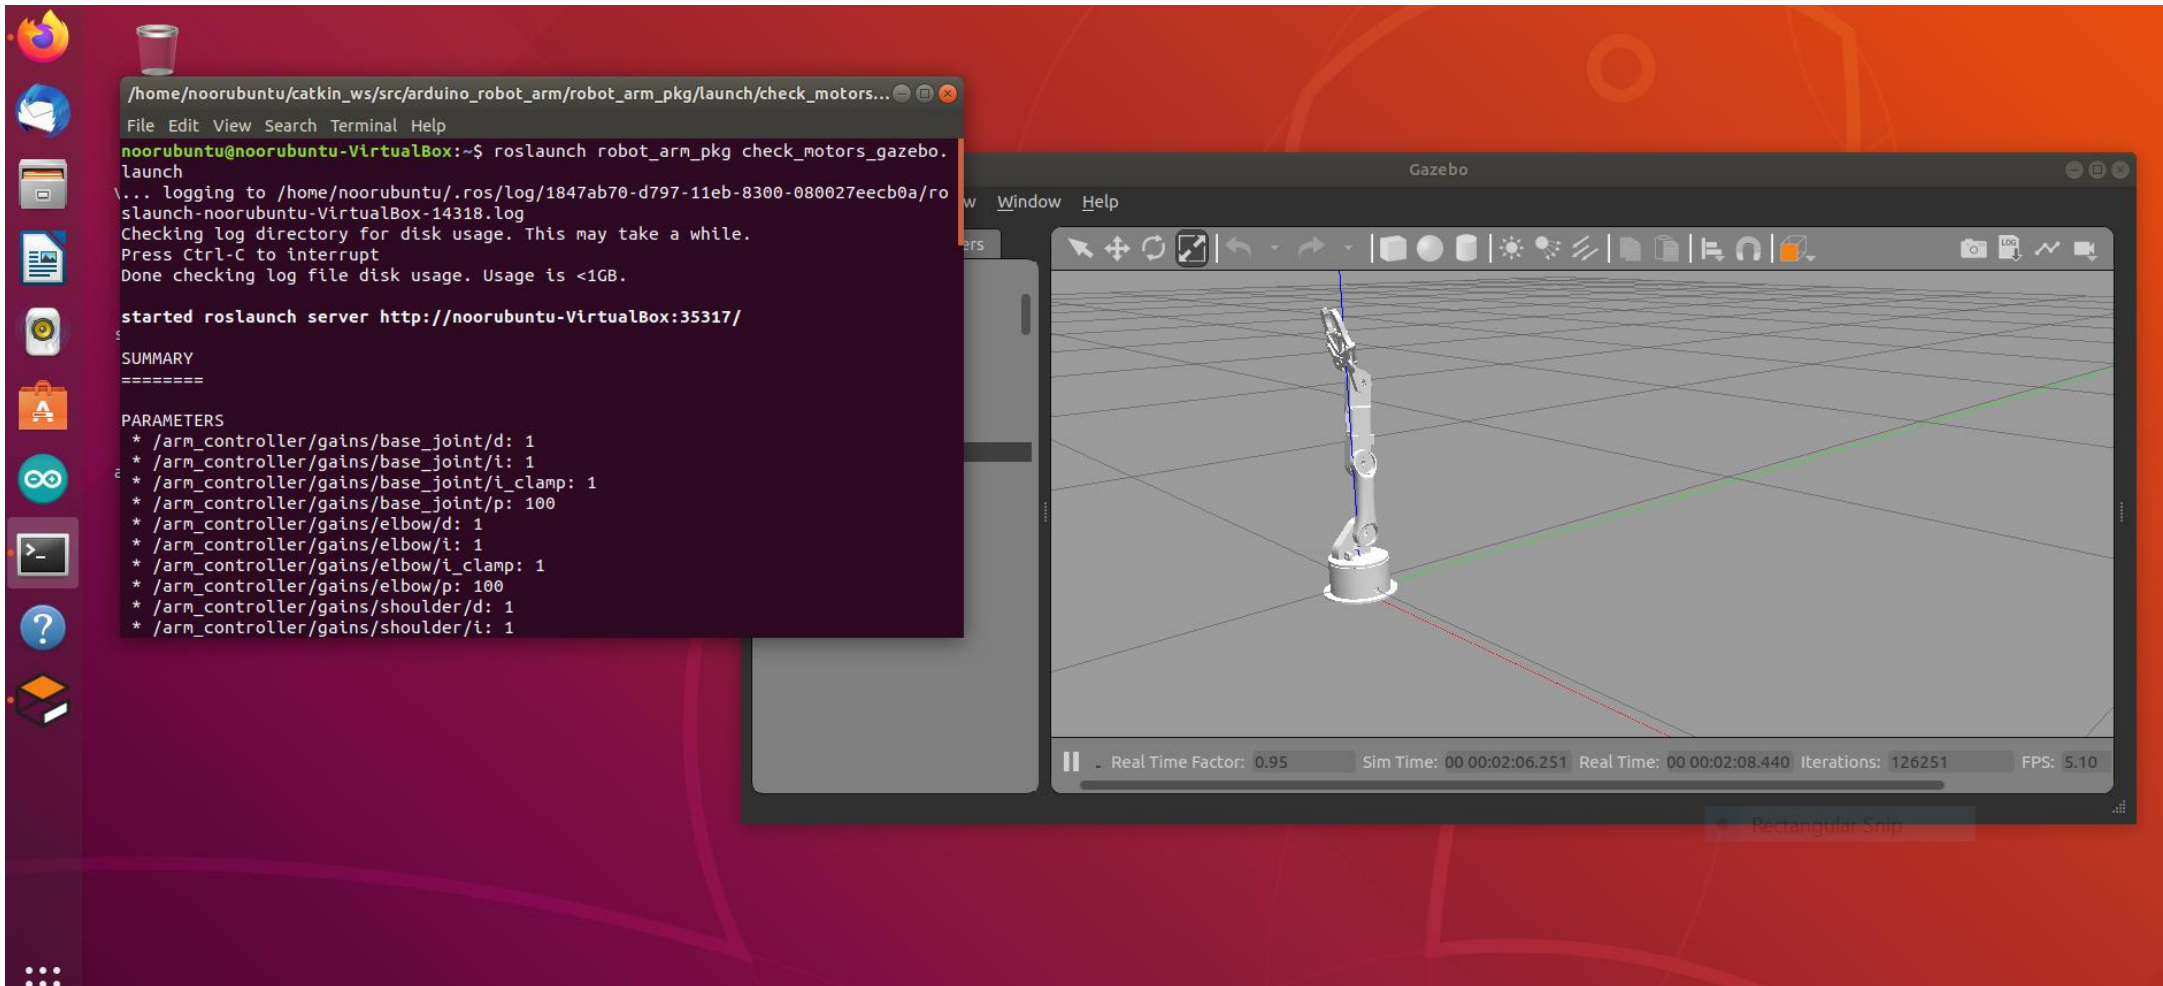 /home/noorubuntu/catkin_ws/src/arduino_robot_arm/robot_arm_pkg/launch/check_motors...
File Edit View Search Terminal Help
noorubuntu@noorubuntu-VirtualBox:~$ roslaunch robot_arm_pkg check_motors_gazebo.
launch
\... logging to /home/noorubuntu/.ros/log/1847ab70-d797-11eb-8300-080027eecb0a/ro
slaunch-noorubuntu-VirtualBox-14318.log
Checking log directory for disk usage. This may take a while.
Press Ctrl-C to interrupt
Done checking log file disk usage. Usage is <1GB.
started roslaunch server http://noorubuntu-VirtualBox:35317/
SUMMARY
========
PARAMETERS
* /arm_controller/gains/base_joint/d: 1
* /arm_controller/gains/base_joint/i: 1
* /arm_controller/gains/base_joint/i_clamp: 1
* /arm_controller/gains/base_joint/p: 100
* /arm_controller/gains/elbow/d: 1
* /arm_controller/gains/elbow/i: 1
* /arm_controller/gains/elbow/i_clamp: 1
* /arm_controller/gains/elbow/p: 100
* /arm_controller/gains/shoulder/d: 1
* /arm_controller/gains/shoulder/i: 1
Gazebo
w Window Help
ers
LOG
Real Time Factor: 0.95 Sim Time: 00 00:02:06.251 Real Time: 00 00:02:08.440 Iterations: 126251 FPS: 5.10
Rectangular Snip